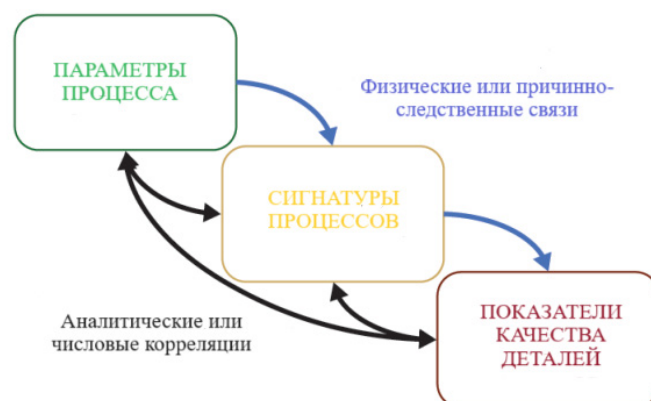 ПАРАМЕТРЫ
ПРОЦЕССА
Физические или причинно-
следственные связи
СИГНАТУРЫ
ПРОЦЕССОВ
Аналитические или
числовые корреляции
ПОКАЗАТЕЛИ
КАЧЕСТВА
ДЕТАЛЕЙ